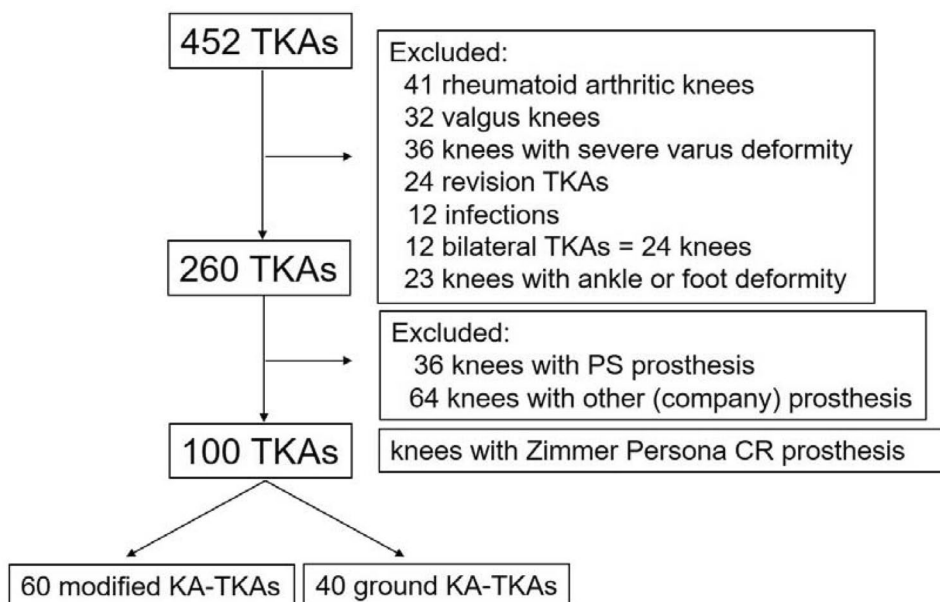 452 TKAs
Excluded:
41 rheumatoid arthritic knees
32 valgus knees
36 knees with severe varus deformity
24 revision TKAs
12 infections
12 bilateral TKAs = 24 knees
23 knees with ankle or foot deformity
260 TKAs
Excluded:
36 knees with PS prosthesis
64 knees with other (company) prosthesis
100 TKAs
knees with Zimmer Persona CR prosthesis
60 modified KA-TKAs
40 ground KA-TKAs